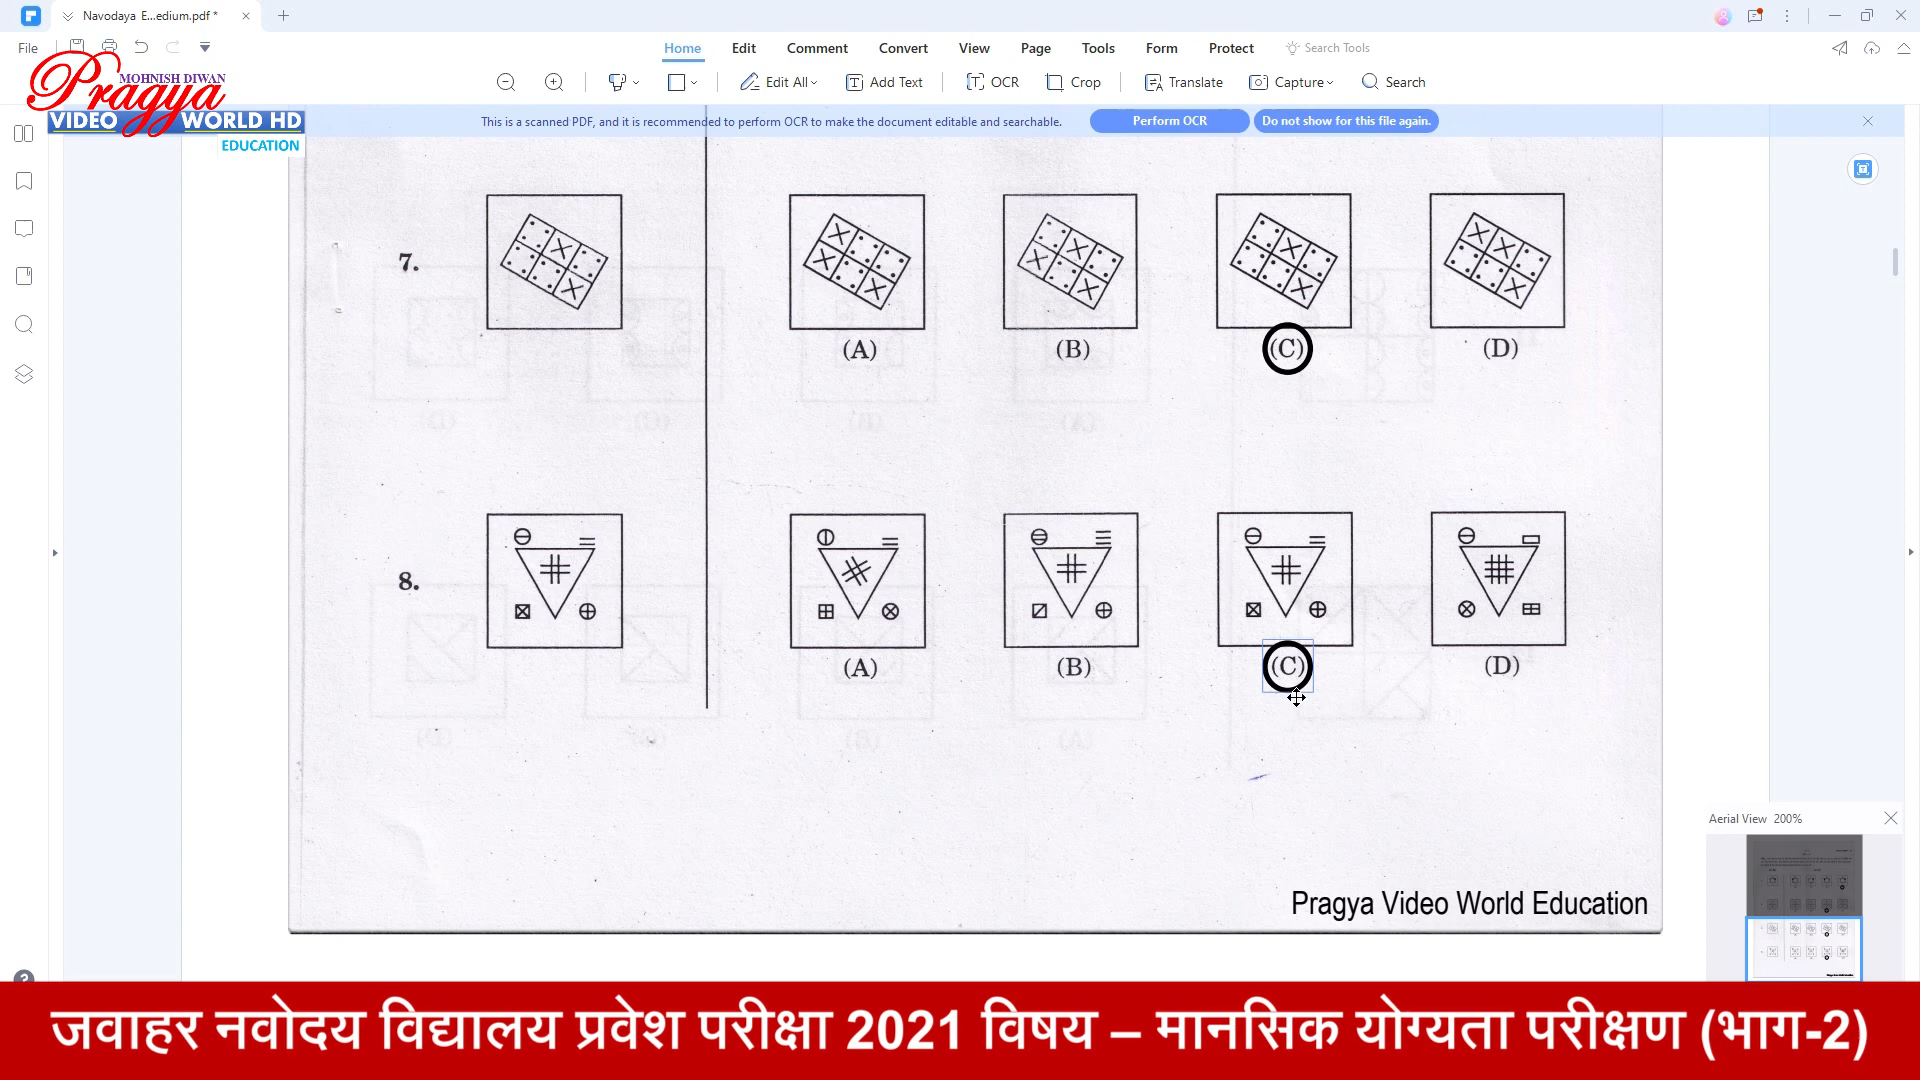 Navodaya E...edium.pdf *
File
Home Edit Comment Convert View Page Tools Form Protect Search Tools
Edit All Add Text OCR Crop Translate Capture Search
Pragya
MOHNISH DIWAN
VIDEO WORLD HD
EDUCATION
This is a scanned PDF, and it is recommended to perform OCR to make the document editable and searchable.
Perform OCR
Do not show for this file again.
7.
(A) (B) (C) (D)
8.
(A) (B) (C) (D)
Aerial View 200%
Pragya Video World Education
जवाहर नवोदय विद्यालय प्रवेश परीक्षा 2021 विषय – मानसिक योग्यता परीक्षण (भाग-2)